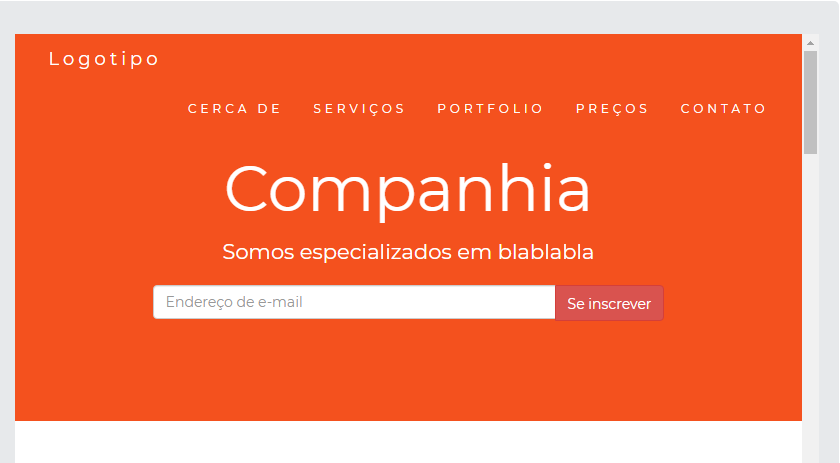 Logotipo
CERCA DE SERVIÇOS PORTFOLIO PREÇOS CONTATO
Companhia
Somos especializados em blablabla
Endereço de e-mail Se inscrever